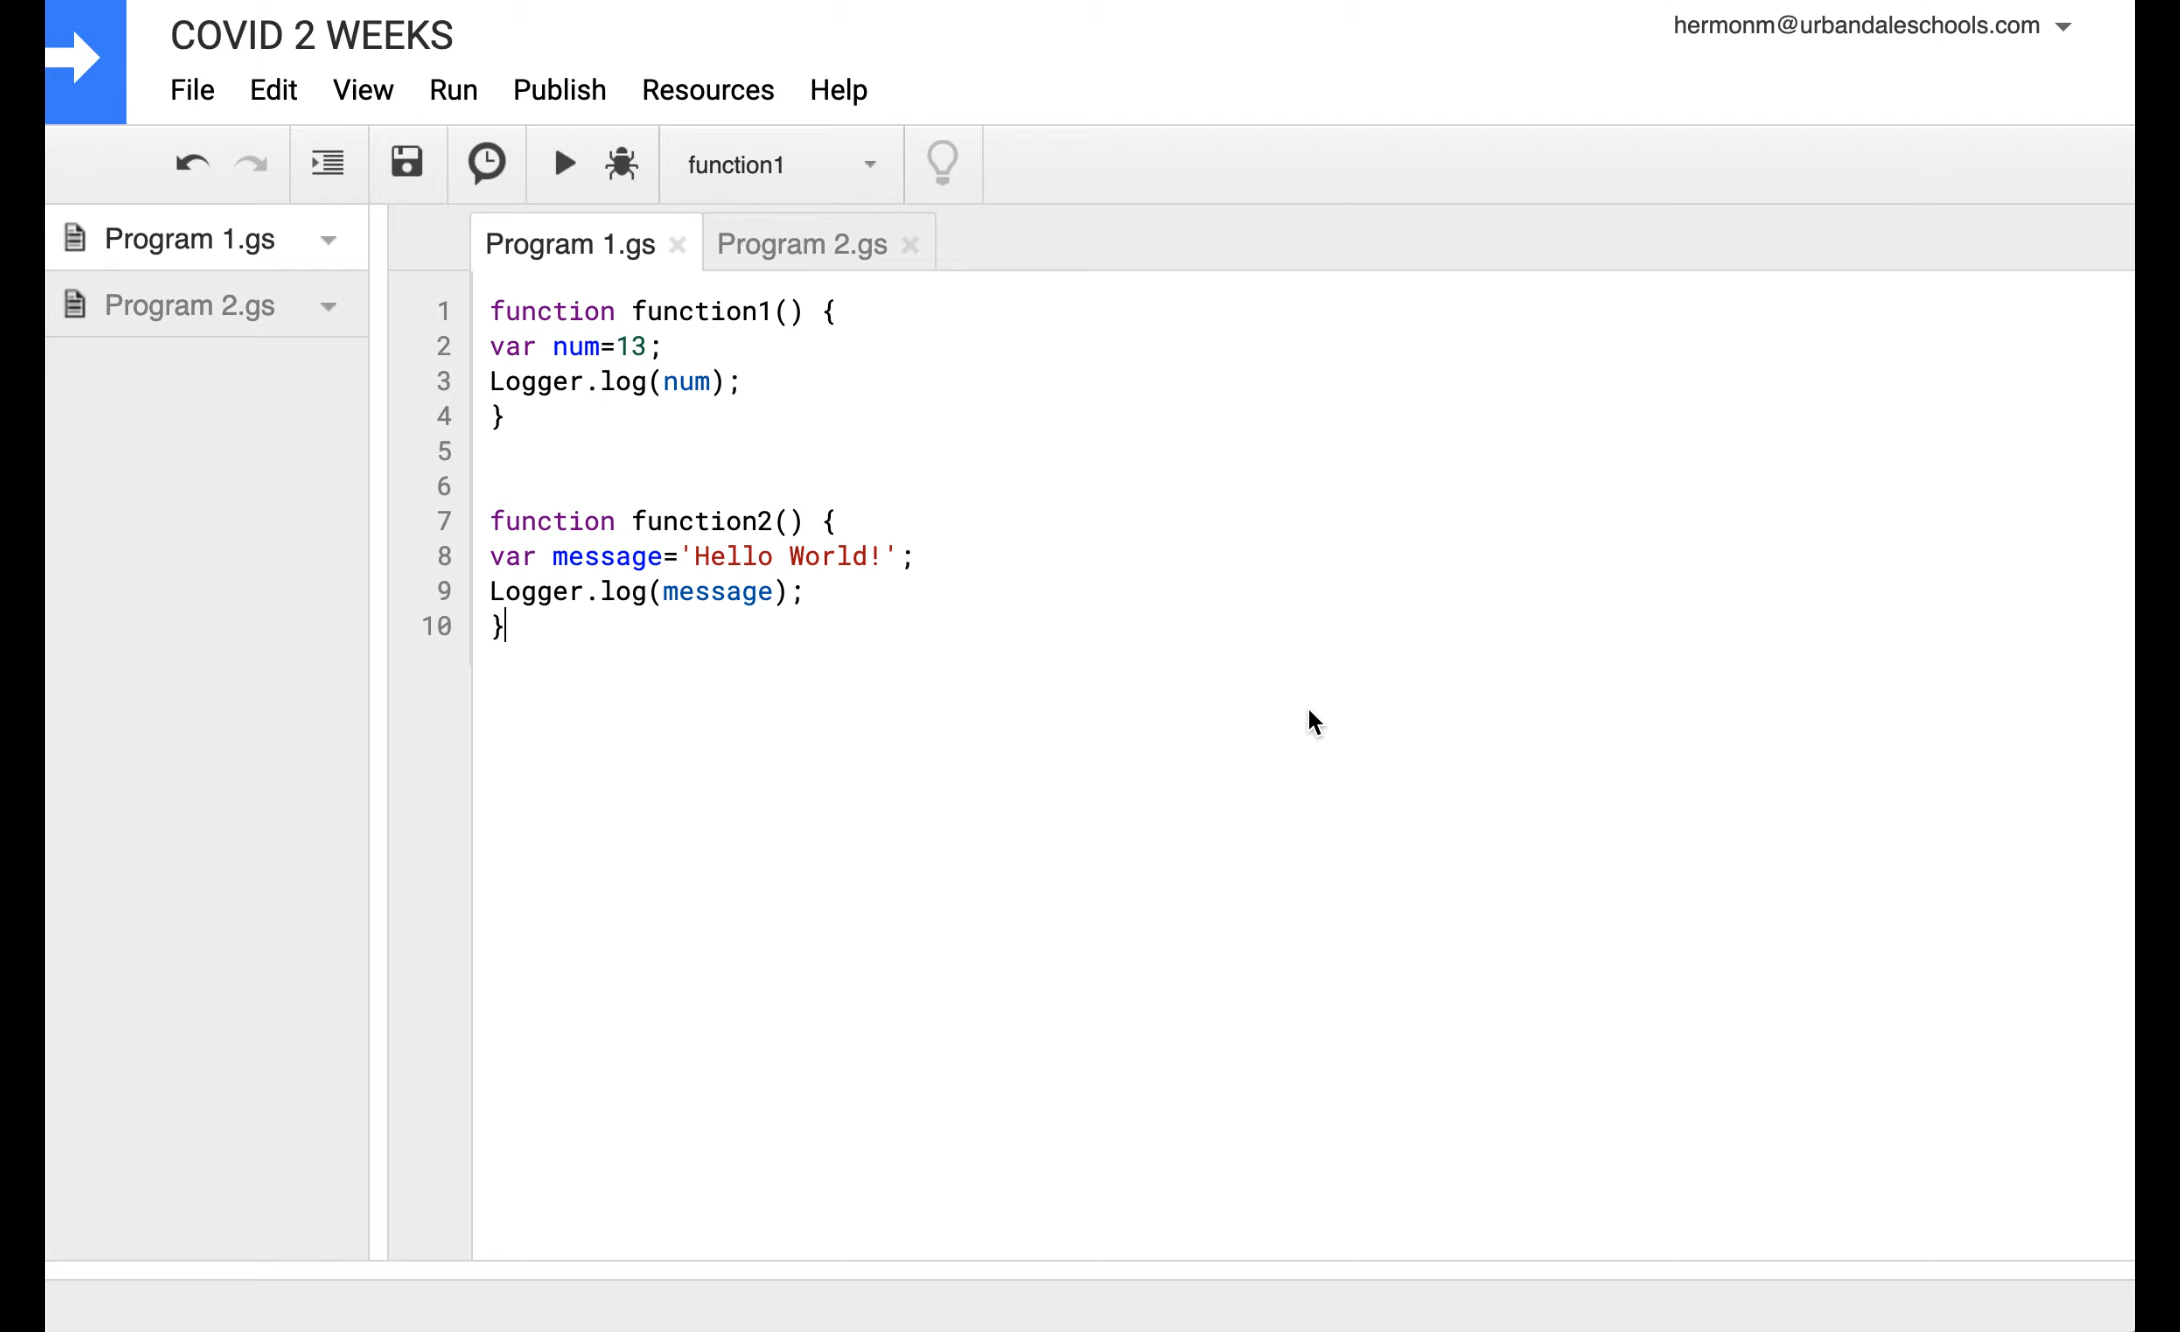 COVID 2 WEEKS
hermonm@urbandaleschools.com
File Edit View Run Publish Resources Help
function1
Program 1.gs
Program 2.gs
Program 1.gs Program 2.gs
1 function function1() {
2 var num=13;
3 Logger.log(num);
4 }
5
6
7 function function2() {
8 var message='Hello World!';
9 Logger.log(message);
10 }